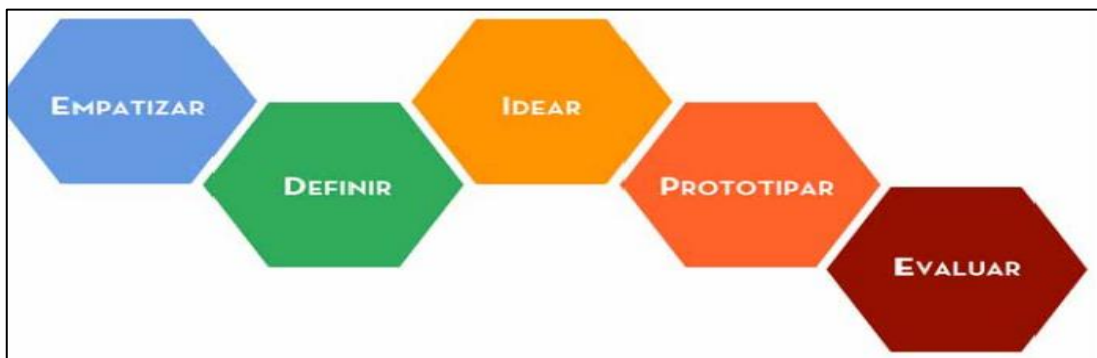 EMPATIZAR
DEFINIR
IDEAR
PROTOTIPAR
EVALUAR